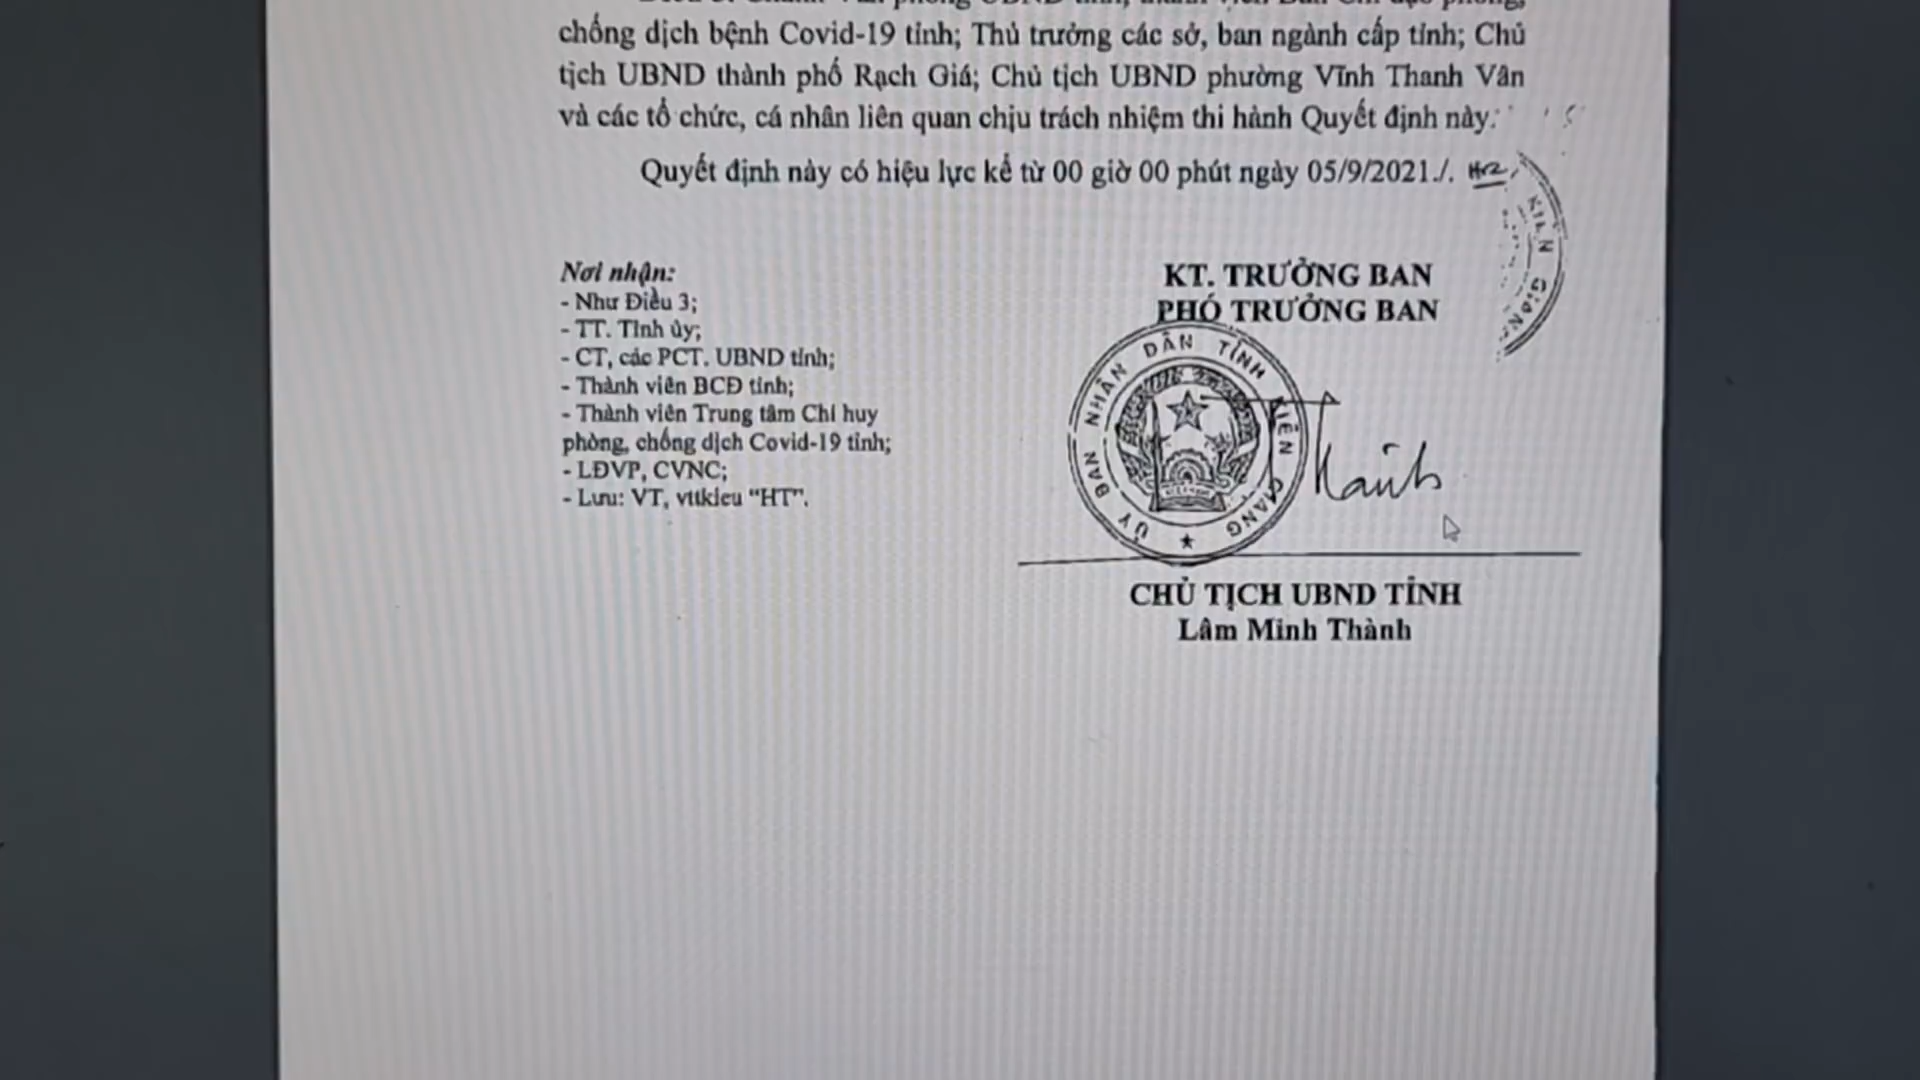 chống dịch bệnh Covid-19 tỉnh; Thủ trưởng các sở, ban ngành cấp tỉnh; Chủ
tịch UBND thành phố Rạch Giá; Chủ tịch UBND phường Vĩnh Thanh Vân
và các tổ chức, cá nhân liên quan chịu trách nhiệm thi hành Quyết định này.
Quyết định này có hiệu lực kể từ 00 giờ 00 phút ngày 05/9/2021./.
KIÊN GIANG
Nơi nhận:
- Như Điều 3;
- TT. Tỉnh ủy;
- CT, các PCT. UBND tỉnh;
- Thành viên BCĐ tỉnh;
- Thành viên Trung tâm Chỉ huy
phòng, chống dịch Covid-19 tỉnh;
- LĐVP, CVNC;
- Lưu: VT, vttkieu “HT”.
KT. TRƯỞNG BAN
PHÓ TRƯỞNG BAN
ỦY BAN NHÂN DÂN TỈNH KIÊN GIANG
CHỦ TỊCH UBND TỈNH
Lâm Minh Thành